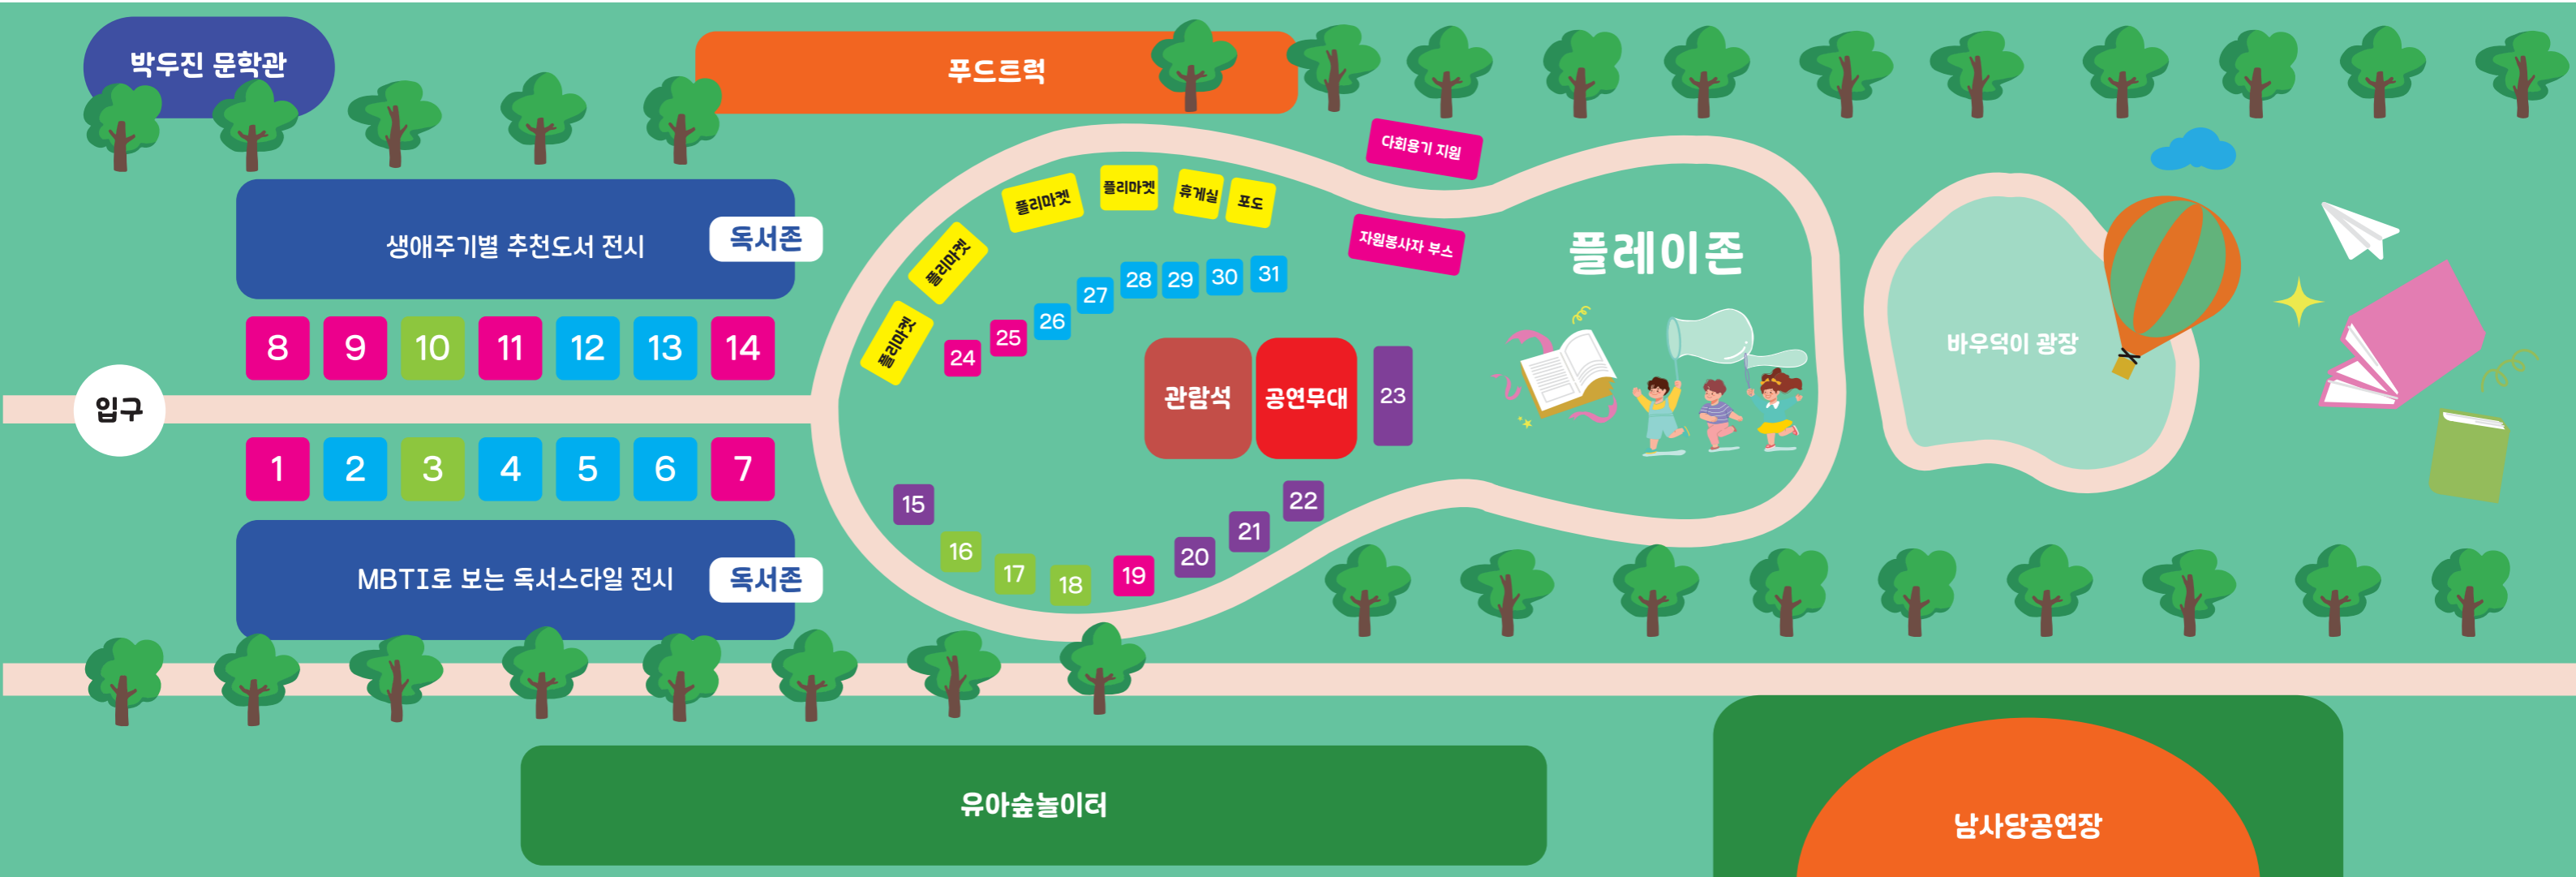 박두진 문학관
푸드트럭
다회용기 지원
플리마켓
플리마켓
휴게실
포도
생애주기별 추천도서 전시
독서존
플리마켓
자원봉사자 부스
플레이존
28
29
30
31
27
26
25
24
플리마켓
8
9
10
11
12
13
14
바우덕이 광장
관람석
공연무대
23
입구
1
2
3
4
5
6
7
15
16
17
18
19
20
21
22
MBTI로 보는 독서스타일 전시
독서존
유아숲놀이터
남사당공연장